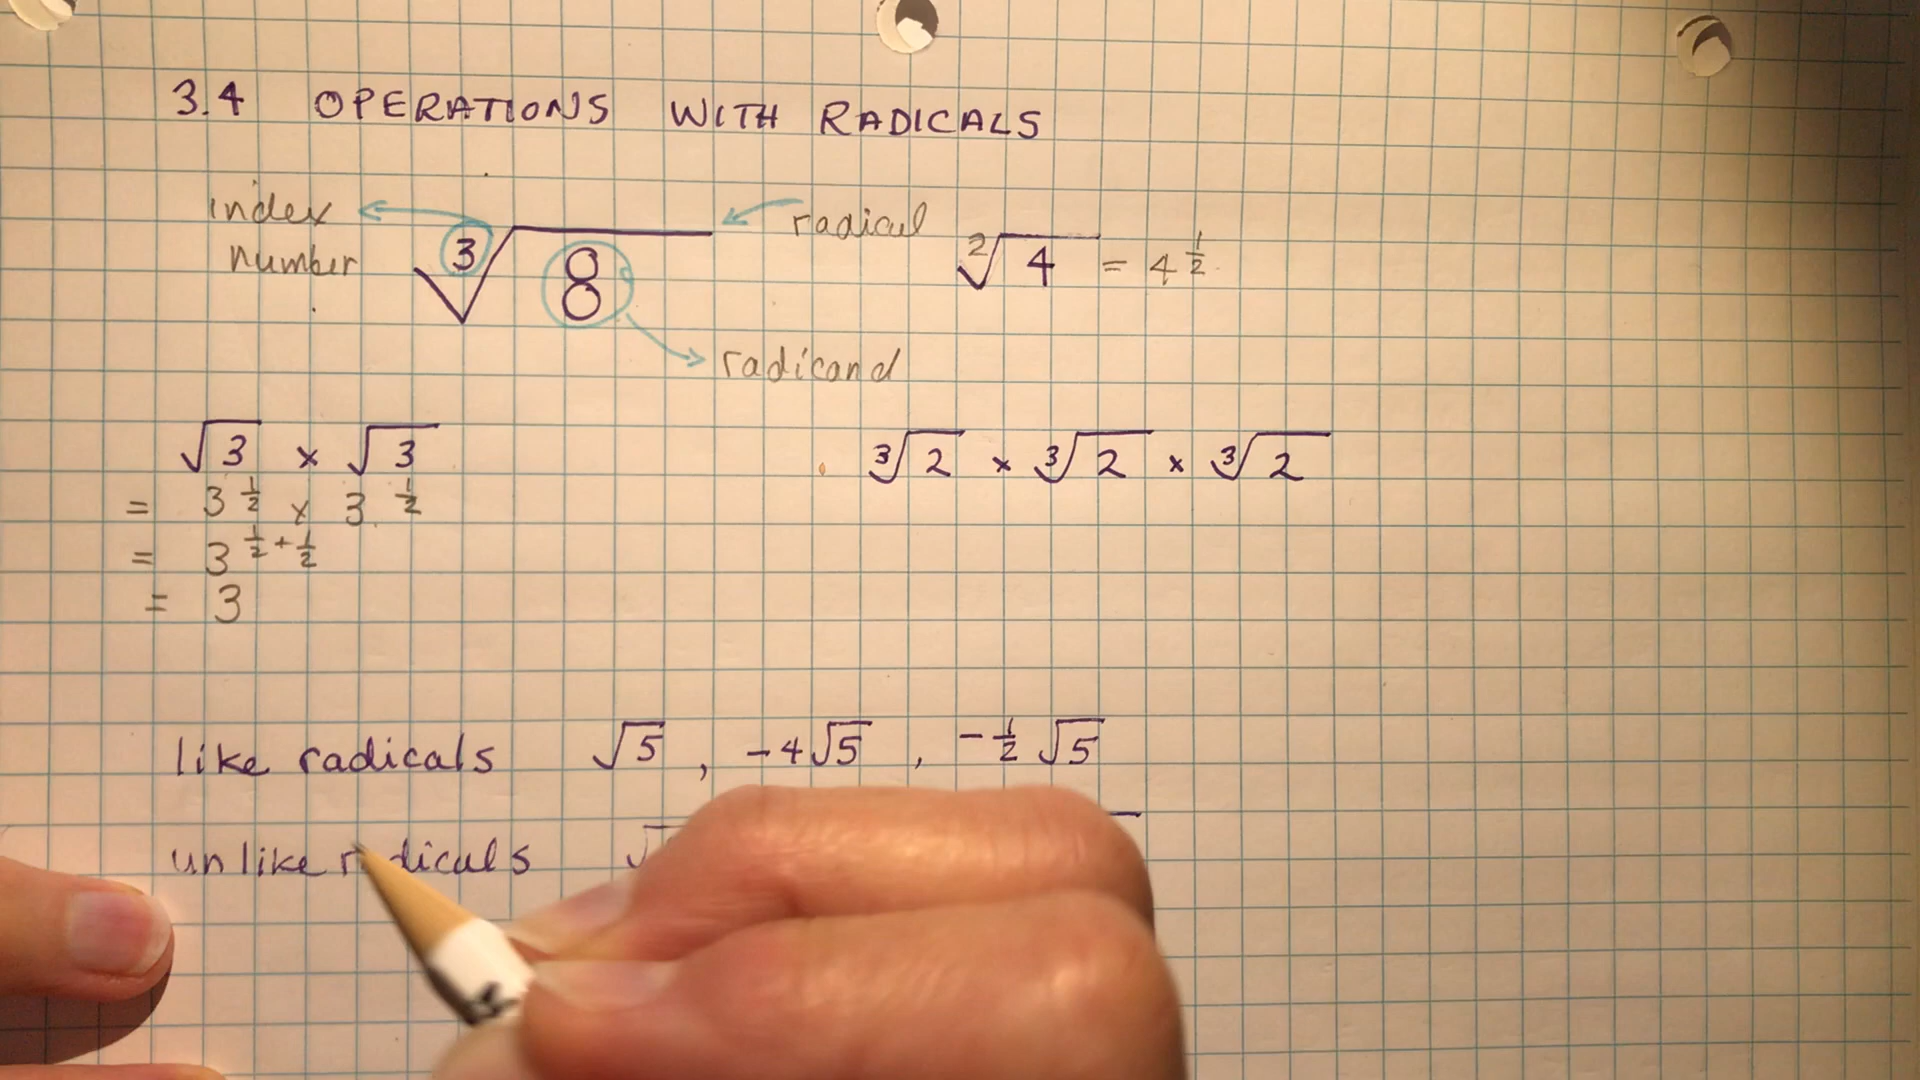 3.4 OPERATIONS WITH RADICALS
index number
∛8
radical
radicand
²√4 = 4^½
√3 × √3
= 3^½ × 3^½
= 3^½+½
= 3
∛2 × ∛2 × ∛2
like radicals √5 , -4√5 , -½√5
unlike radicals